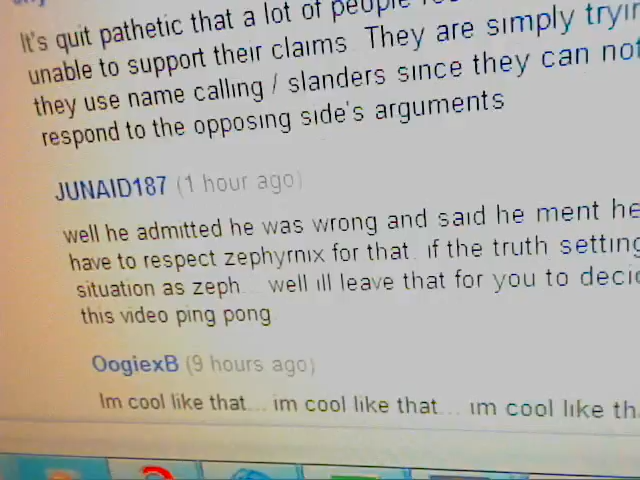 It's quit pathetic that a lot of people
unable to support their claims. They are simply
they use name calling / slanders since they can not
respond to the opposing side's arguments
JUNAID187 (1 hour ago)
well he admitted he was wrong and said he ment he
have to respect zephyrnix for that. if the truth setting
situation as zeph... well ill leave that for you to
this video ping pong
OogiexB (9 hours ago)
Im cool like that... im cool like that... im cool like